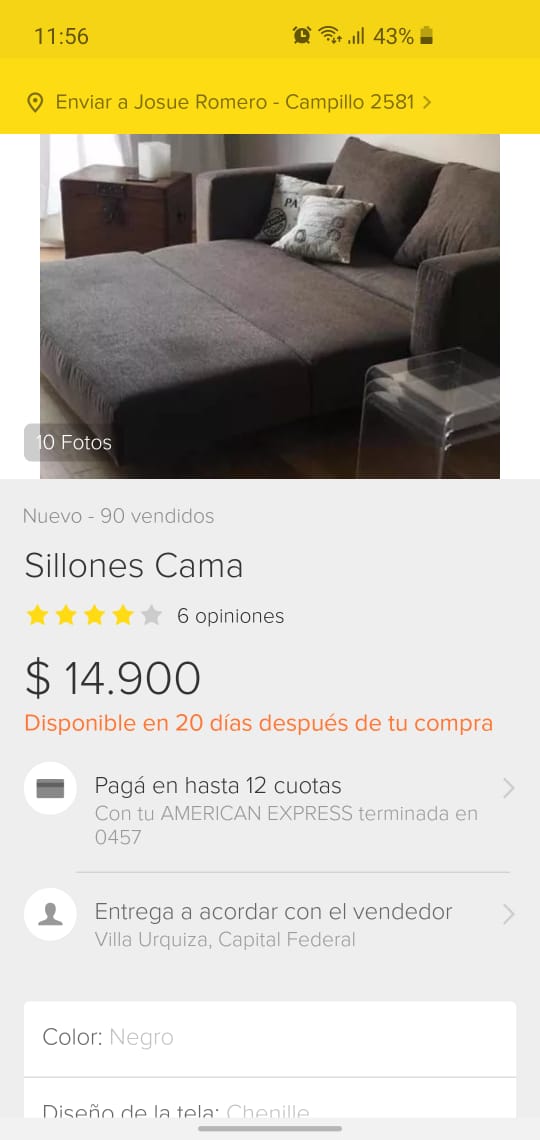 11:56
43%
Enviar a Josue Romero - Campillo 2581
PA
10 Fotos
Nuevo - 90 vendidos
Sillones Cama
6 opiniones
$ 14.900
Disponible en 20 días después de tu compra
Pagá en hasta 12 cuotas
Con tu AMERICAN EXPRESS terminada en
0457
Entrega a acordar con el vendedor
Villa Urquiza, Capital Federal
Color: Negro
Diseño de la tela: Chenille